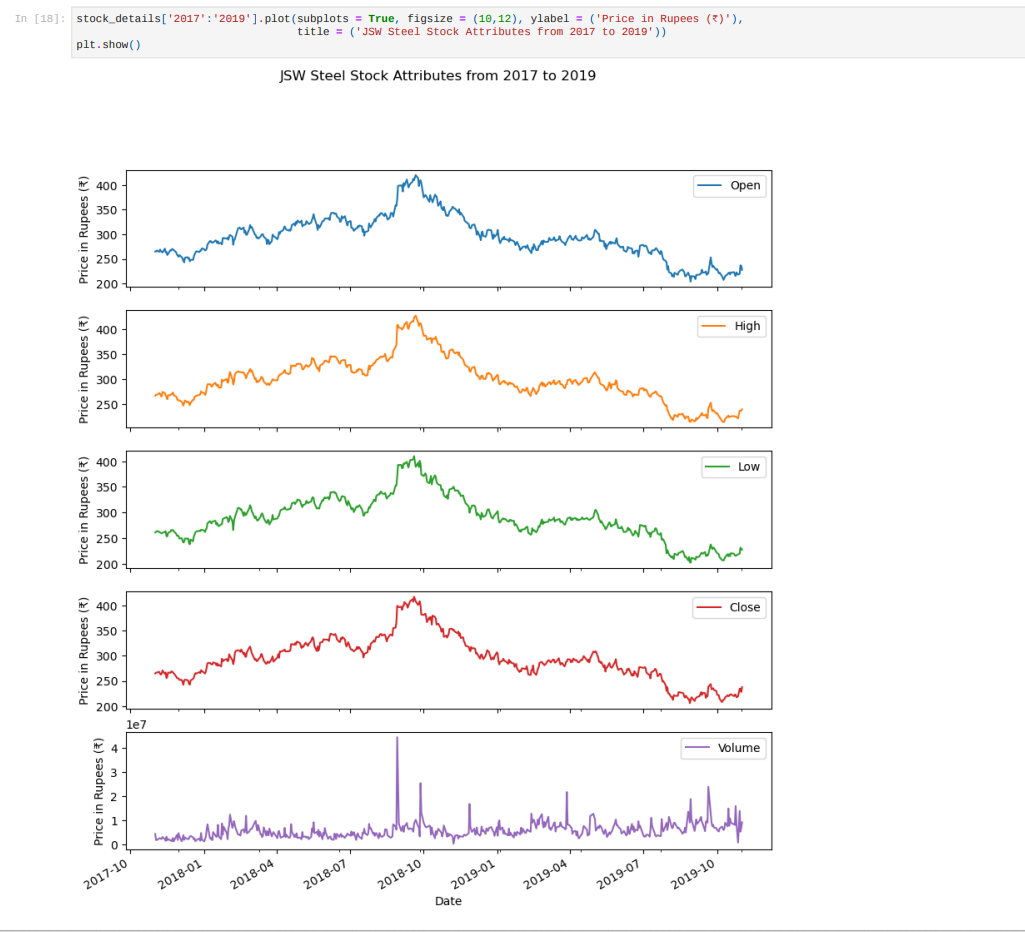 In [18]: stock_details['2017':'2019'].plot(subplots = True, figsize = (10,12), ylabel = ('Price in Rupees (₹)'),
title = ('JSW Steel Stock Attributes from 2017 to 2019'))
plt.show()
JSW Steel Stock Attributes from 2017 to 2019
Price in Rupees (₹)
400
350
300
250
200
Open
Price in Rupees (₹)
400
350
300
250
High
Price in Rupees (₹)
400
350
300
250
200
Low
Price in Rupees (₹)
400
350
300
250
200
Close
1e7
Price in Rupees (₹)
4
3
2
1
0
Volume
2017-10 2018-01 2018-04 2018-07 2018-10 2019-01 2019-04 2019-07 2019-10
Date